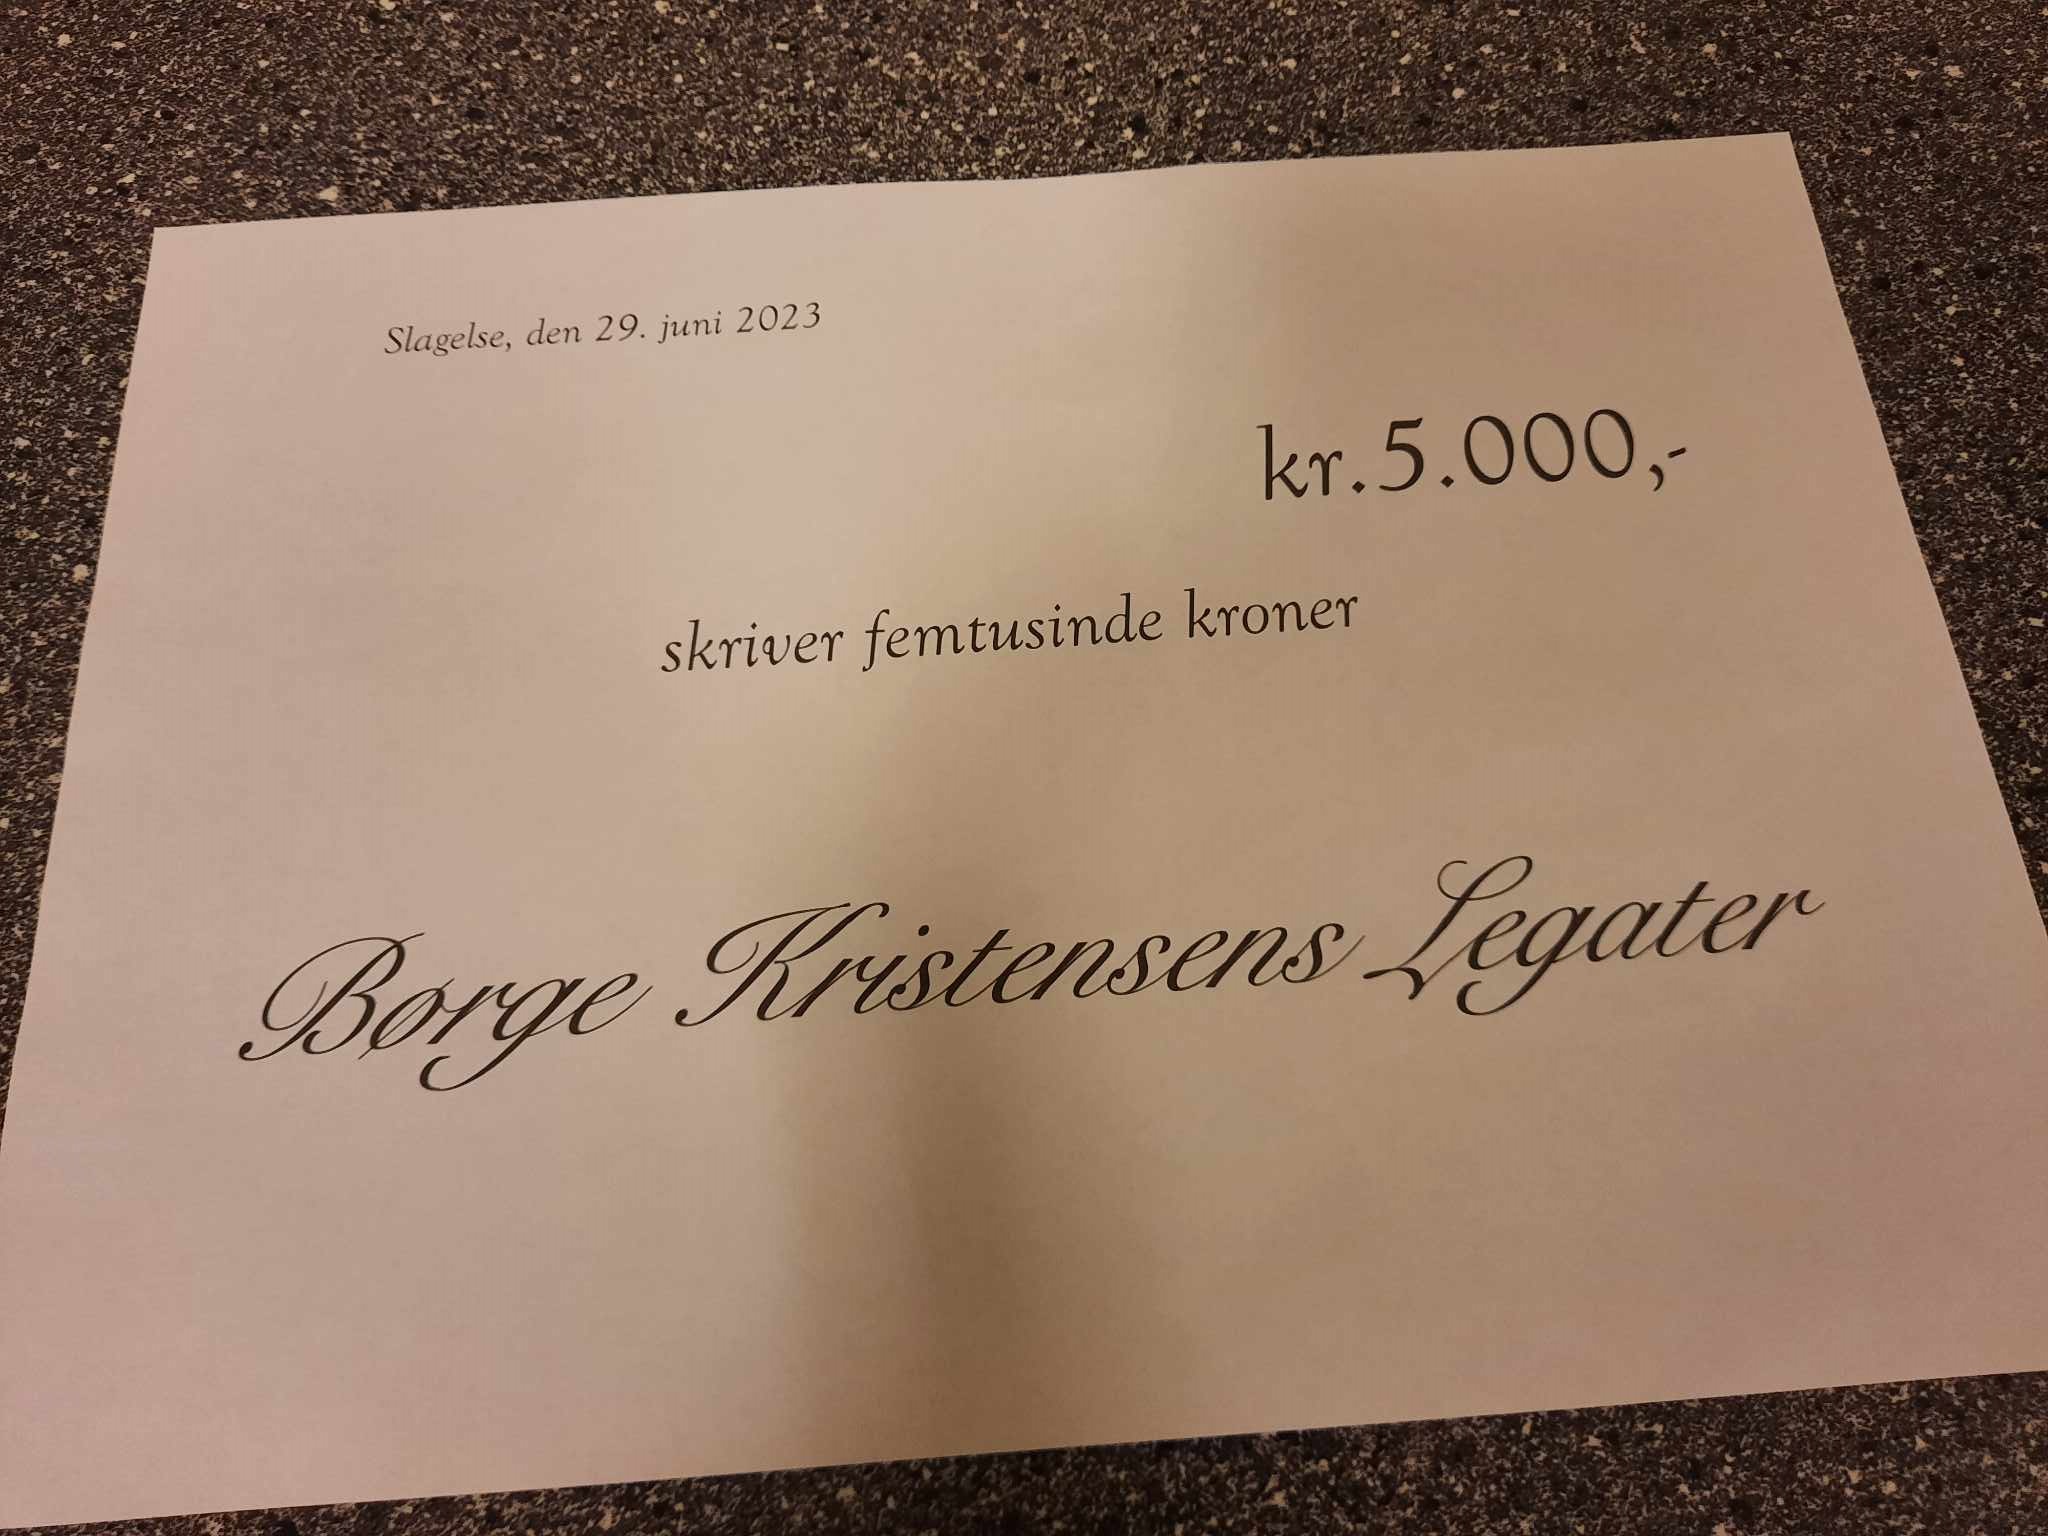 Slagelse, den 29. juni 2023
kr.5.000,-
skriver femtusinde kroner
Børge Kristensens Legater